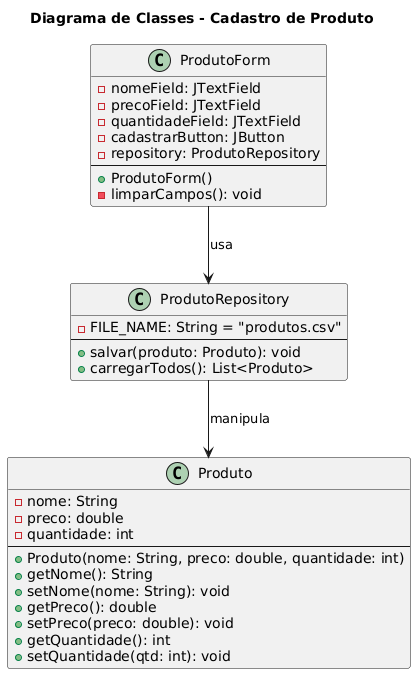 Diagrama de Classes - Cadastro de Produto
C ProdutoForm
nomeField: JTextField
precoField: JTextField
quantidadeField: JTextField
cadastrarButton: JButton
repository: ProdutoRepository
ProdutoForm()
limparCampos(): void
usa
C ProdutoRepository
FILE_NAME: String = "produtos.csv"
salvar(produto: Produto): void
carregarTodos(): List<Produto>
manipula
C Produto
nome: String
preco: double
quantidade: int
Produto(nome: String, preco: double, quantidade: int)
getNome(): String
setNome(nome: String): void
getPreco(): double
setPreco(preco: double): void
getQuantidade(): int
setQuantidade(qtd: int): void